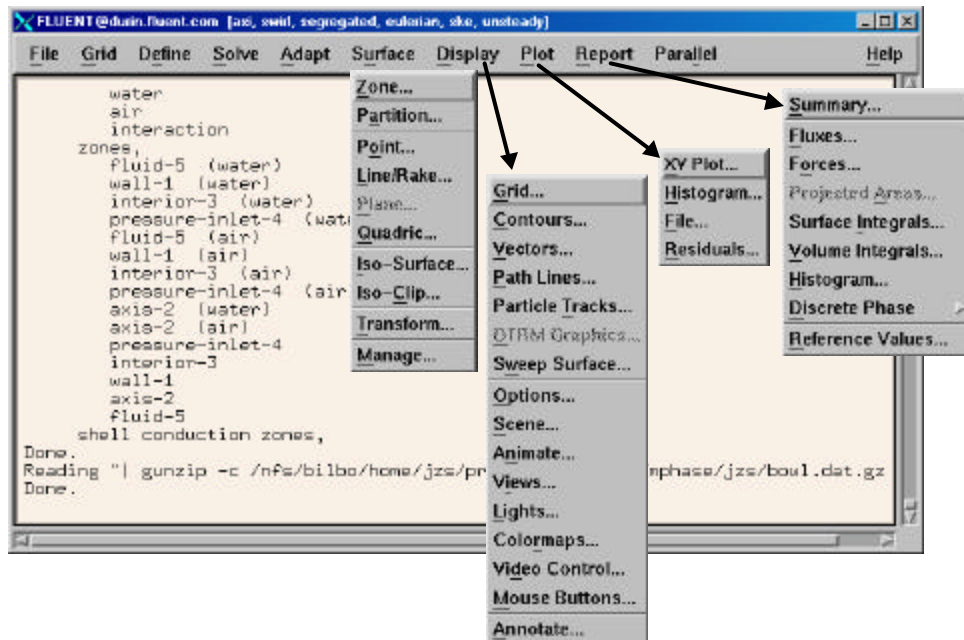 FLUENT@durin.fluent.com [axi, swirl, segregated, eulerian, ske, unsteady]
File Grid Define Solve Adapt Surface Display Plot Report Parallel Help
water
air
interaction
zones,
fluid-5 (water)
wall-1 (water)
interior-3 (water)
pressure-inlet-4
fluid-5 (air)
wall-1 (air)
interior-3 (air)
pressure-inlet-4 (air
axis-2 (water)
axis-2 (air)
pressure-inlet-4
interior-3
wall-1
axis-2
fluid-5
shell conduction zones,
Done.
Reading "| gunzip -c /nfs/bilbo/home/jzs/pr mphase/jzs/bowl.dat.gz
Done.
Zone...
Partition...
Point...
Line/Rake...
Plane...
Quadric...
Iso-Surface...
Iso-Clip...
Transform...
Manage...
Grid...
Contours...
Vectors...
Path Lines...
Particle Tracks...
DTRM Graphics...
Sweep Surface...
Options...
Scene...
Animate...
Views...
Lights...
Colormaps...
Video Control...
Mouse Buttons...
Annotate...
XY Plot...
Histogram...
File...
Residuals...
Summary...
Fluxes...
Forces...
Projected Areas...
Surface Integrals...
Volume Integrals...
Histogram...
Discrete Phase
Reference Values...